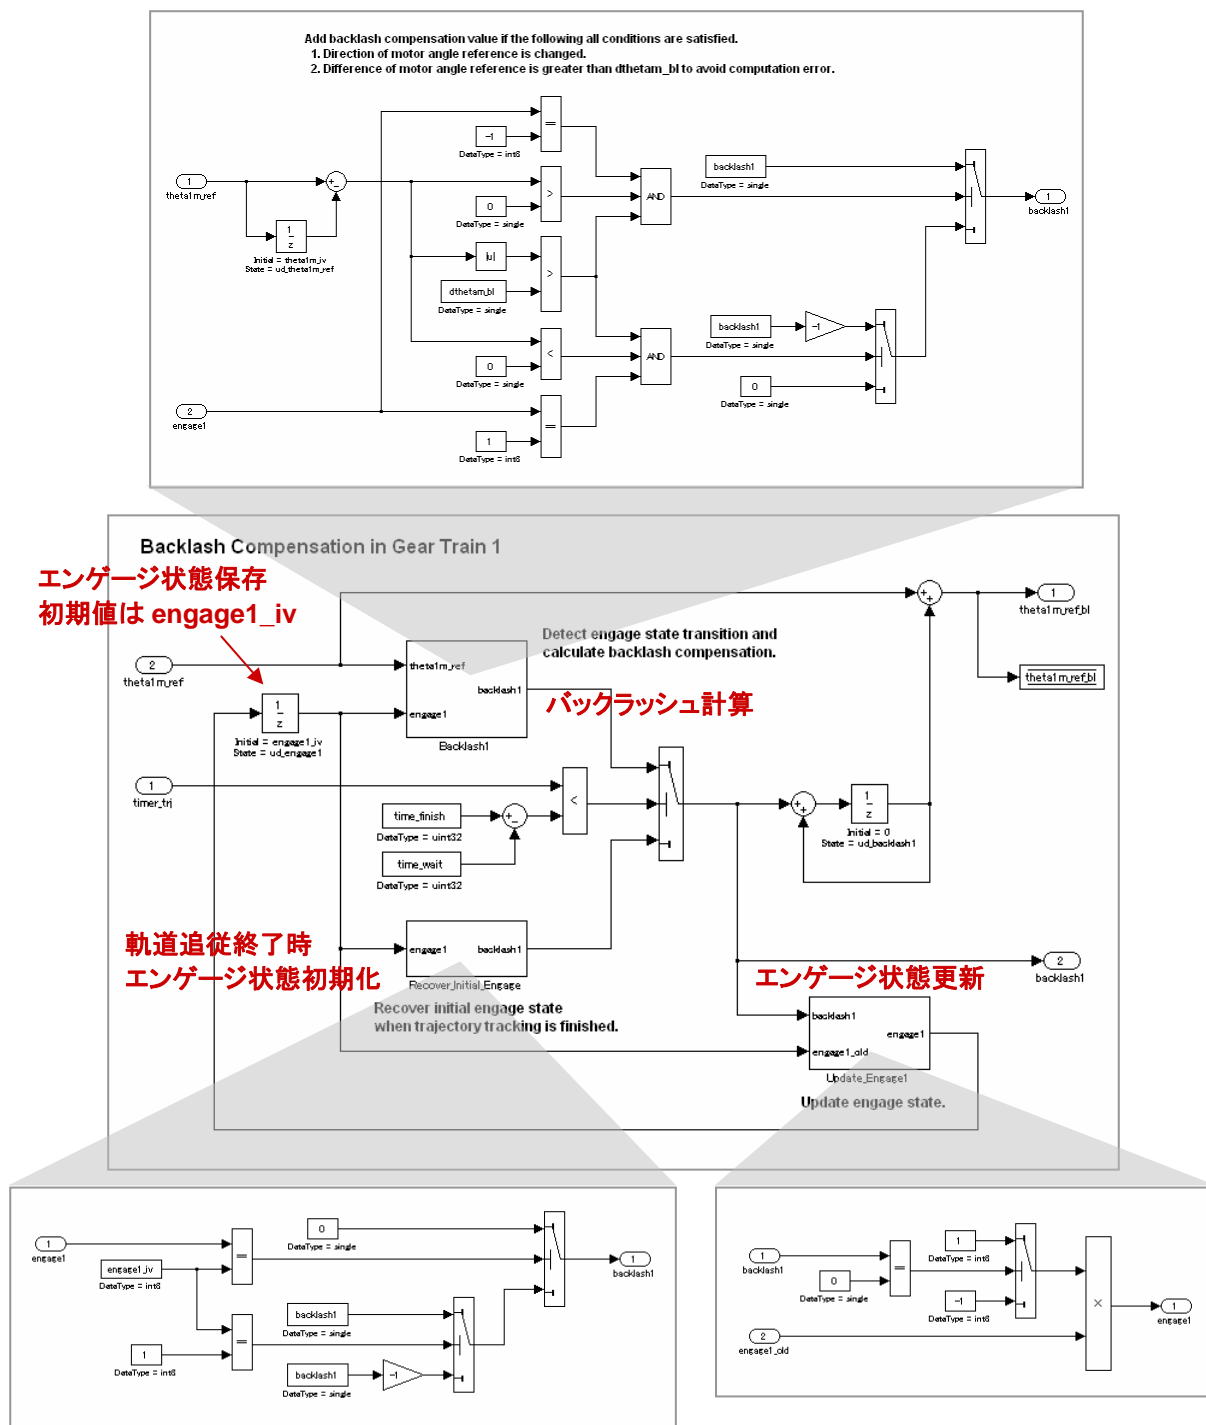 Add backlash compensation value if the following all conditions are satisfied.
1. Direction of motor angle reference is changed.
2. Difference of motor angle reference is greater than dthetam_bl to avoid computation error.
==
-1
DataType = int8
backlash1
DataType = single
1
theta1m_ref
+
-
>
0
DataType = single
AND
1
backlash1
1
z
Initial = theta1m_iv
State = ud_theta1m_ref
|u|
>
dthetam_bl
DataType = single
backlash1
DataType = single
-1
<
0
DataType = single
AND
0
DataType = single
2
engage1
==
1
DataType = int8
Backlash Compensation in Gear Train 1
エンゲージ状態保存
初期値は engage1_iv
+
+
1
theta1m_ref_bl
Detect engage state transition and
calculate backlash compensation.
2
theta1m_ref
theta1m_ref
backlash1
engage1
Backlash1
theta1m_ref_bl
バックラッシュ計算
1
z
Initial = engage1_iv
State = ud_engage1
1
timer_trj
<
time_finish
DataType = uint32
+
-
time_wait
DataType = uint32
+
+
1
z
Initial = 0
State = ud_backlash1
軌道追従終了時
エンゲージ状態初期化
engage1
backlash1
Recover_Initial_Engage
Recover initial engage state
when trajectory tracking is finished.
エンゲージ状態更新
2
backlash1
backlash1
engage1
engage1_old
Update_Engage1
Update engage state.
1
engage1
==
0
DataType = single
engage1_iv
DataType = int8
1
backlash1
==
1
DataType = int8
backlash1
DataType = single
backlash1
DataType = single
-1
1
backlash1
==
0
DataType = single
1
DataType = int8
-1
DataType = int8
×
1
engage1
2
engage1_old